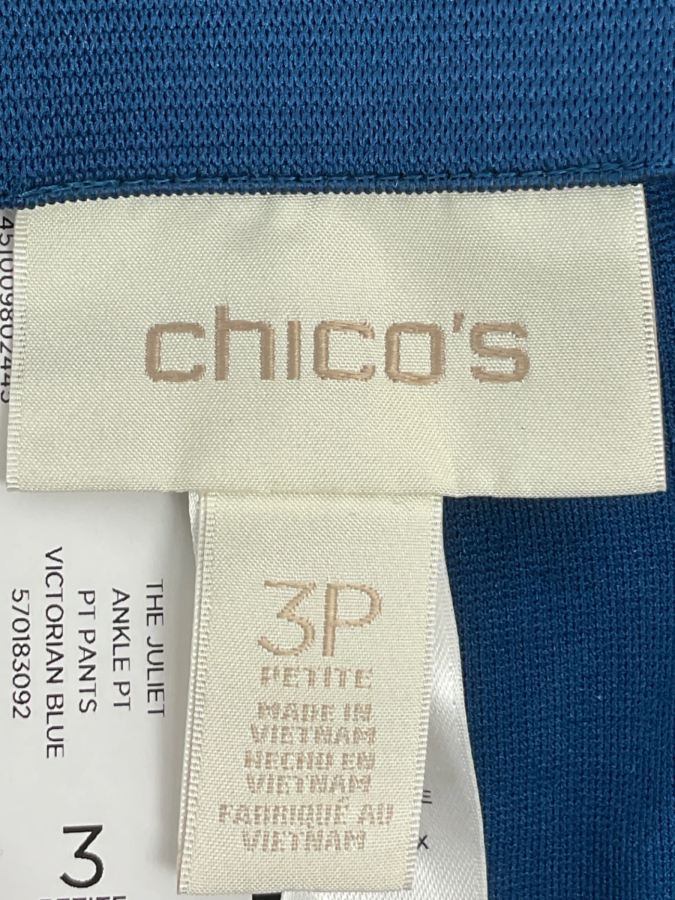 chico's
3P
PETITE
MADE IN
VIETNAM
HECHO EN
VIETNAM
FABRIQUÉ AU
VIETNAM
THE JULIET
ANKLE PT
PT PANTS
VICTORIAN BLUE
570183092
3